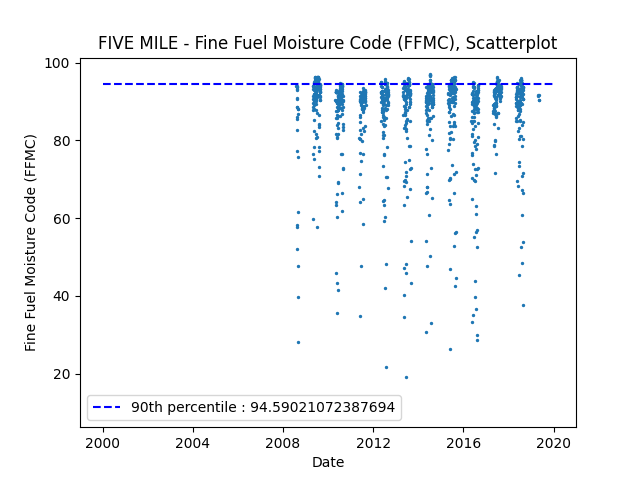 FIVE MILE - Fine Fuel Moisture Code (FFMC), Scatterplot
Fine Fuel Moisture Code (FFMC)
100
80
60
40
20
90th percentile : 94.59021072387694
2000
2004
2008
2012
2016
2020
Date